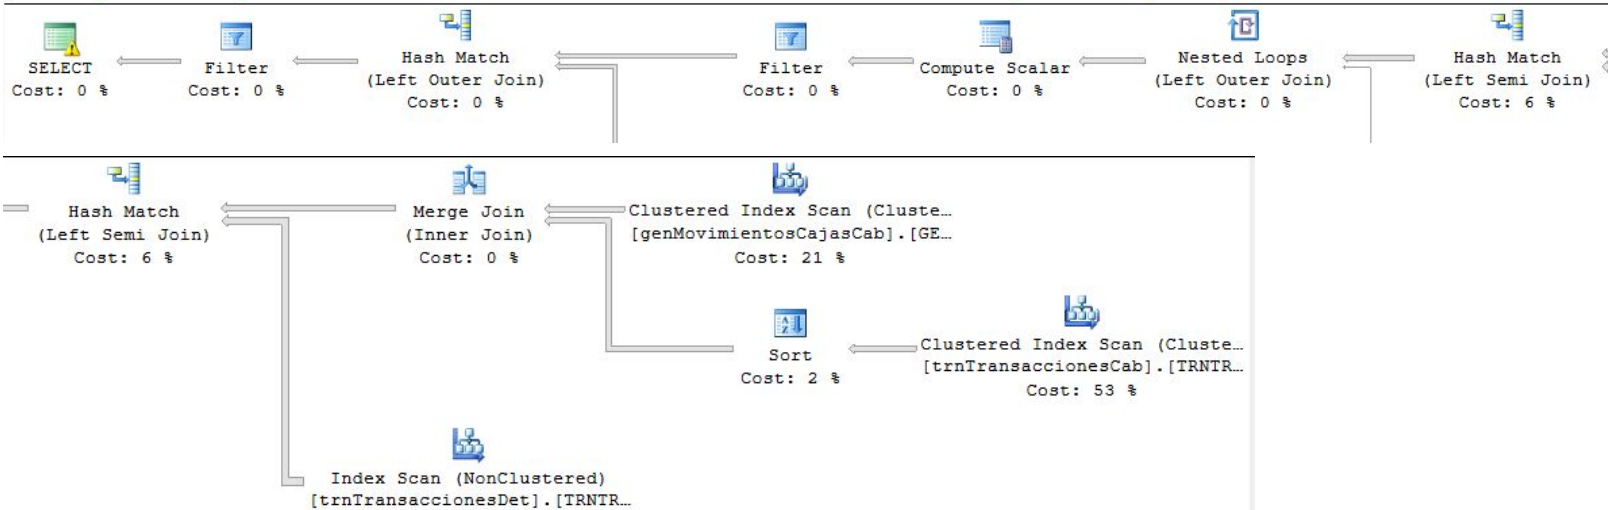 SELECT
Cost: 0 %
Filter
Cost: 0 %
Hash Match
(Left Outer Join)
Cost: 0 %
Filter
Cost: 0 %
Compute Scalar
Cost: 0 %
Nested Loops
(Left Outer Join)
Cost: 0 %
Hash Match
(Left Semi Join)
Cost: 6 %
Hash Match
(Left Semi Join)
Cost: 6 %
Merge Join
(Inner Join)
Cost: 0 %
Clustered Index Scan (Cluste…
[genMovimientosCajasCab].[GE…
Cost: 21 %
Sort
Cost: 2 %
Clustered Index Scan (Cluste…
[trnTransaccionesCab].[TRNTR…
Cost: 53 %
Index Scan (NonClustered)
[trnTransaccionesDet].[TRNTR…